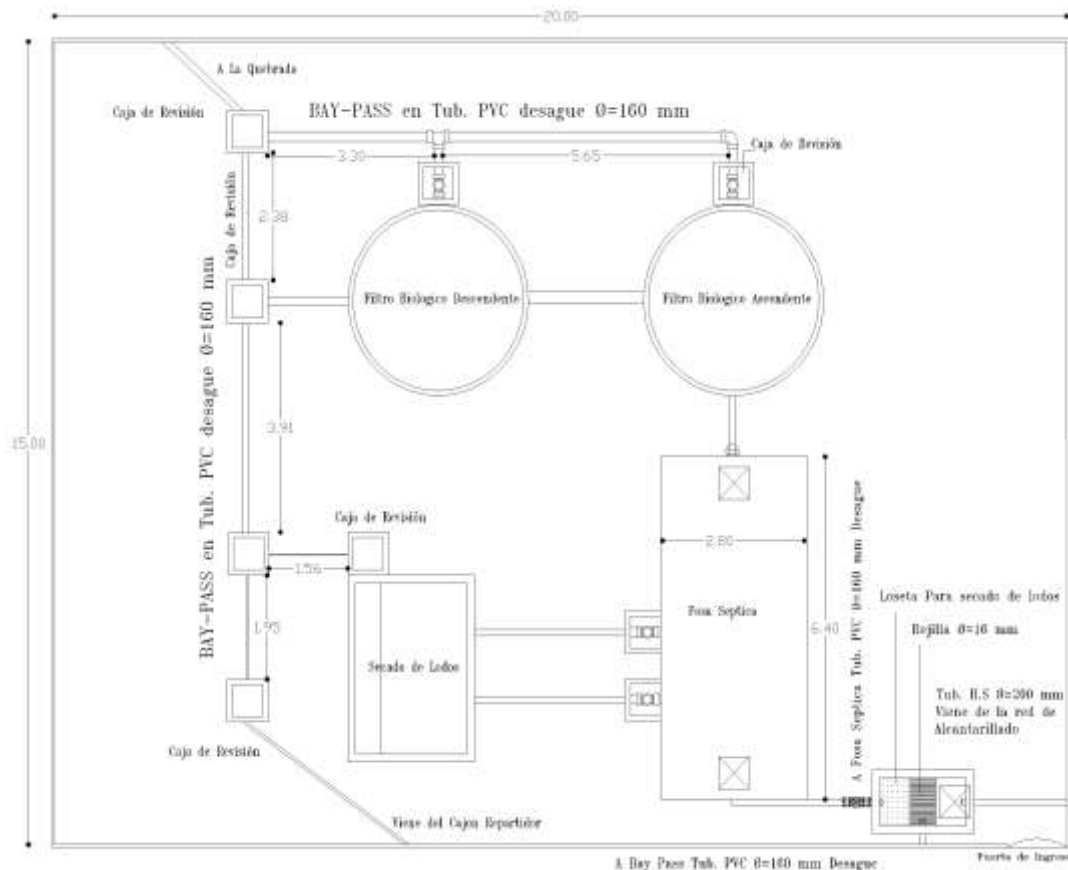 20.00
A La Quebrada
Caja de Revisión
BAY-PASS en Tub. PVC desague Ø=160 mm
3.30
5.65
Caja de Revisión
Caja de Revisión
2.38
BAY-PASS en Tub. PVC desague Ø=160 mm
Filtro Biologico Descendente
Filtro Biologico Ascendente
15.00
3.91
Caja de Revisión
1.56
2.80
A Fosa Septica Tub. PVC Ø=160 mm Desague
Loseta Para secado de lodos
Fosa Septica
6.40
1.95
Rejilla Ø=16 mm
Secado de Lodos
Tub. H.S Ø=200 mm
Viene de la red de
Alcantarillado
Caja de Revisión
Viene del Cajon Repartidor
A Bay Pass Tub. PVC Ø=160 mm Desague
Puerta de Ingreso